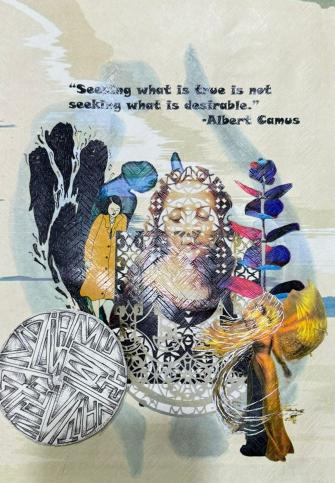 “Seeking what is true is not
seeking what is desirable.”
-Albert Camus